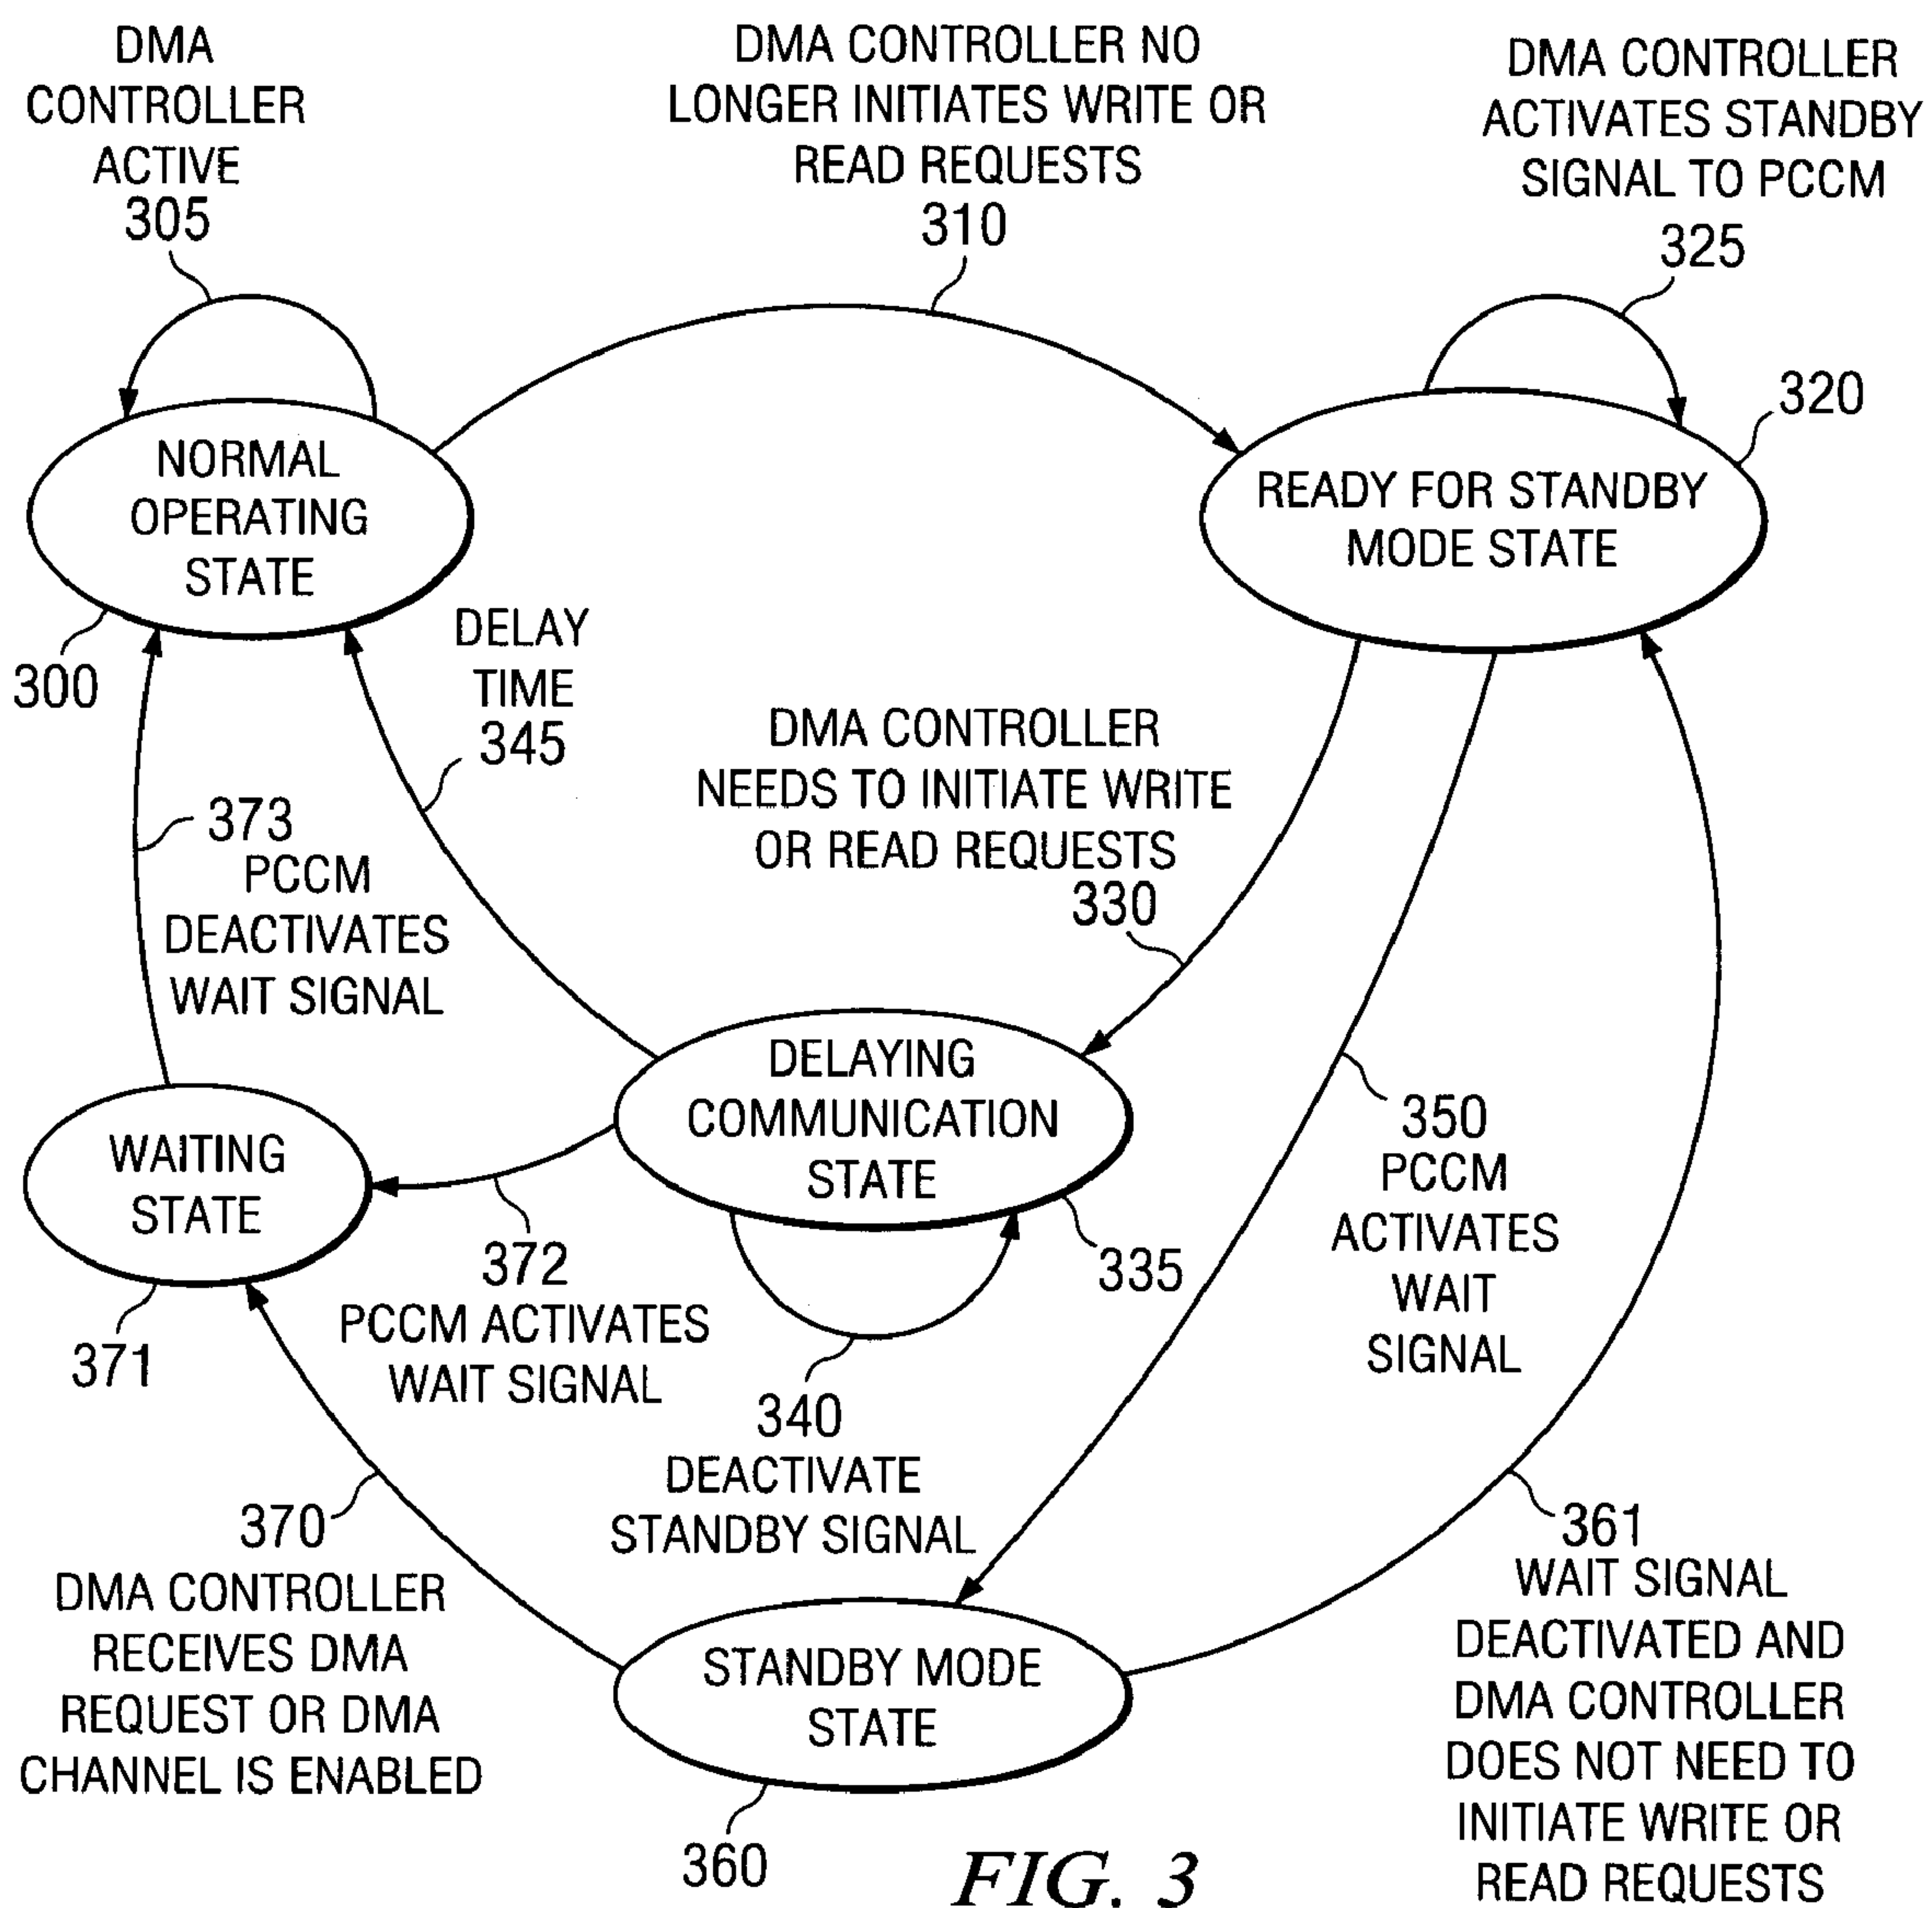 DMA
CONTROLLER
ACTIVE
305
DMA CONTROLLER NO
LONGER INITIATES WRITE OR
READ REQUESTS
310
DMA CONTROLLER
ACTIVATES STANDBY
SIGNAL TO PCCM
325
320
NORMAL
OPERATING
STATE
300
READY FOR STANDBY
MODE STATE
DELAY
TIME
345
DMA CONTROLLER
NEEDS TO INITIATE WRITE
OR READ REQUESTS
330
373
PCCM
DEACTIVATES
WAIT SIGNAL
DELAYING
COMMUNICATION
STATE
335
WAITING
STATE
371
372
PCCM ACTIVATES
WAIT SIGNAL
340
DEACTIVATE
STANDBY SIGNAL
350
PCCM
ACTIVATES
WAIT
SIGNAL
370
DMA CONTROLLER
RECEIVES DMA
REQUEST OR DMA
CHANNEL IS ENABLED
STANDBY MODE
STATE
360
361
WAIT SIGNAL
DEACTIVATED AND
DMA CONTROLLER
DOES NOT NEED TO
INITIATE WRITE OR
READ REQUESTS
FIG. 3